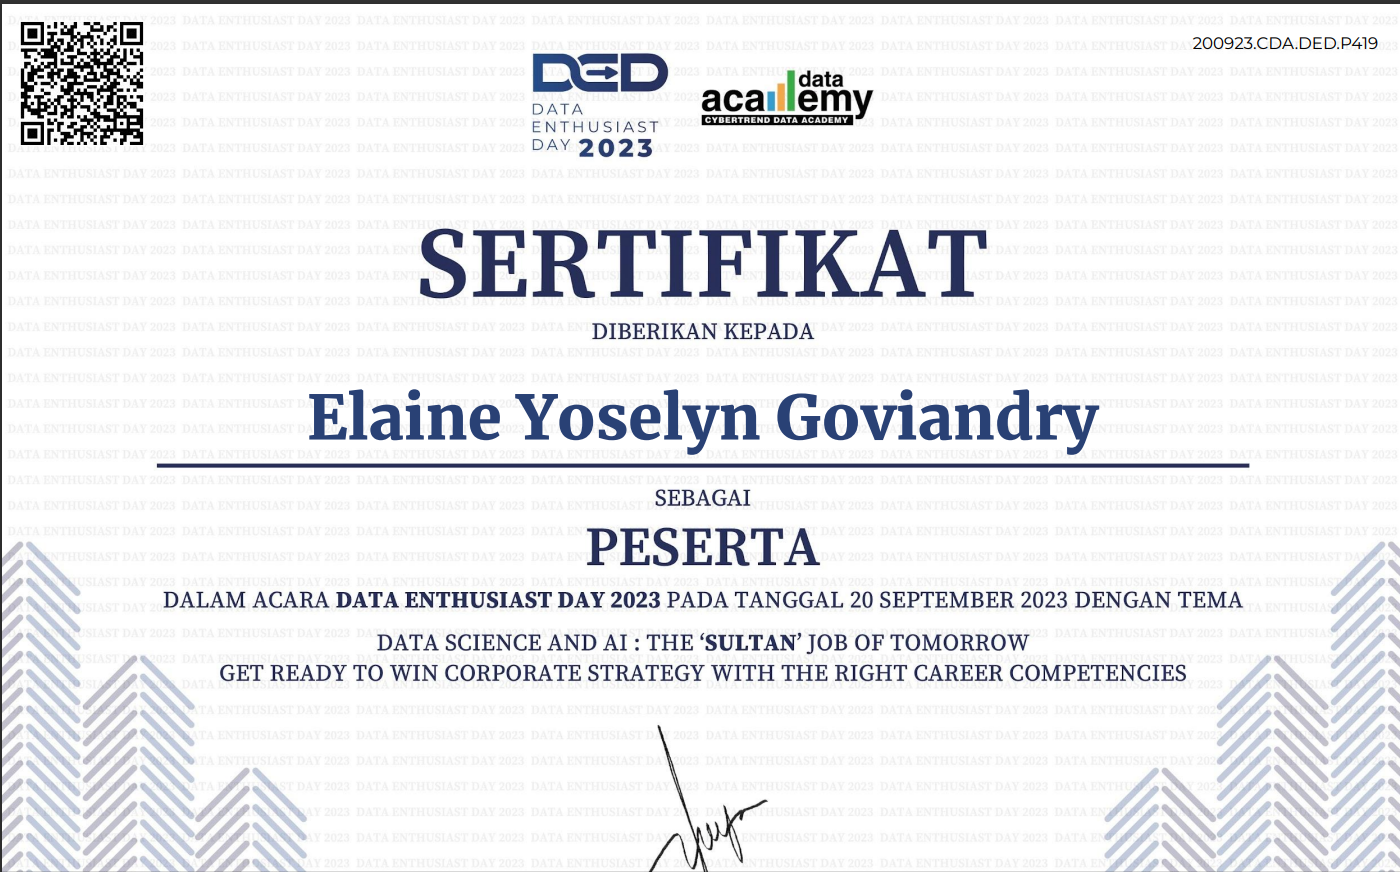 200923.CDA.DED.P419
DED
DATA
ENTHUSIAST
DAY 2023
data
academy
CYBERTREND DATA ACADEMY
SERTIFIKAT
DIBERIKAN KEPADA
Elaine Yoselyn Goviandry
SEBAGAI
PESERTA
DALAM ACARA DATA ENTHUSIAST DAY 2023 PADA TANGGAL 20 SEPTEMBER 2023 DENGAN TEMA
DATA SCIENCE AND AI : THE ‘SULTAN’ JOB OF TOMORROW
GET READY TO WIN CORPORATE STRATEGY WITH THE RIGHT CAREER COMPETENCIES